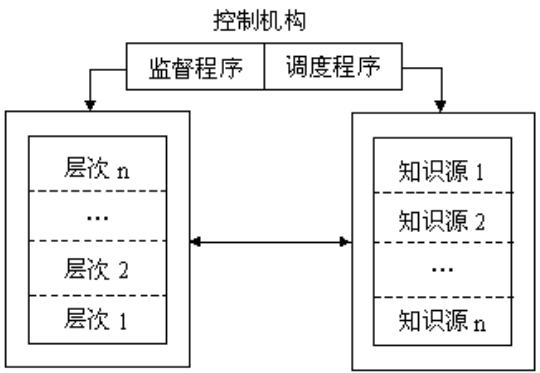 控制机构
监督程序 调度程序
层次 n
...
层次 2
层次 1
知识源 1
知识源 2
...
知识源 n